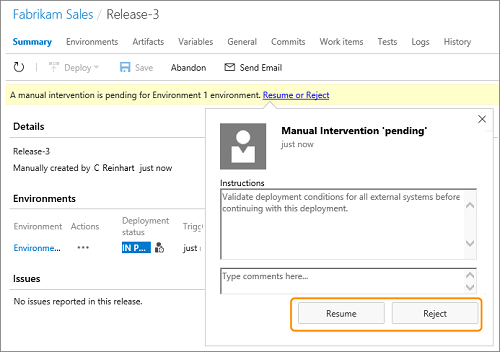 Fabrikam Sales / Release-3
Summary Environments Artifacts Variables General Commits Work items Tests Logs History
Deploy Save Abandon Send Email
A manual intervention is pending for Environment 1 environment. Resume or Reject
Details
Release-3
Manually created by C Reinhart just now
Environments
Environment Actions Deployment status Trigg
Environme... ••• IN P... just n
Issues
No issues reported in this release.
Manual Intervention 'pending'
just now
Instructions
Validate deployment conditions for all external systems before
continuing with this deployment.
Type comments here...
Resume Reject